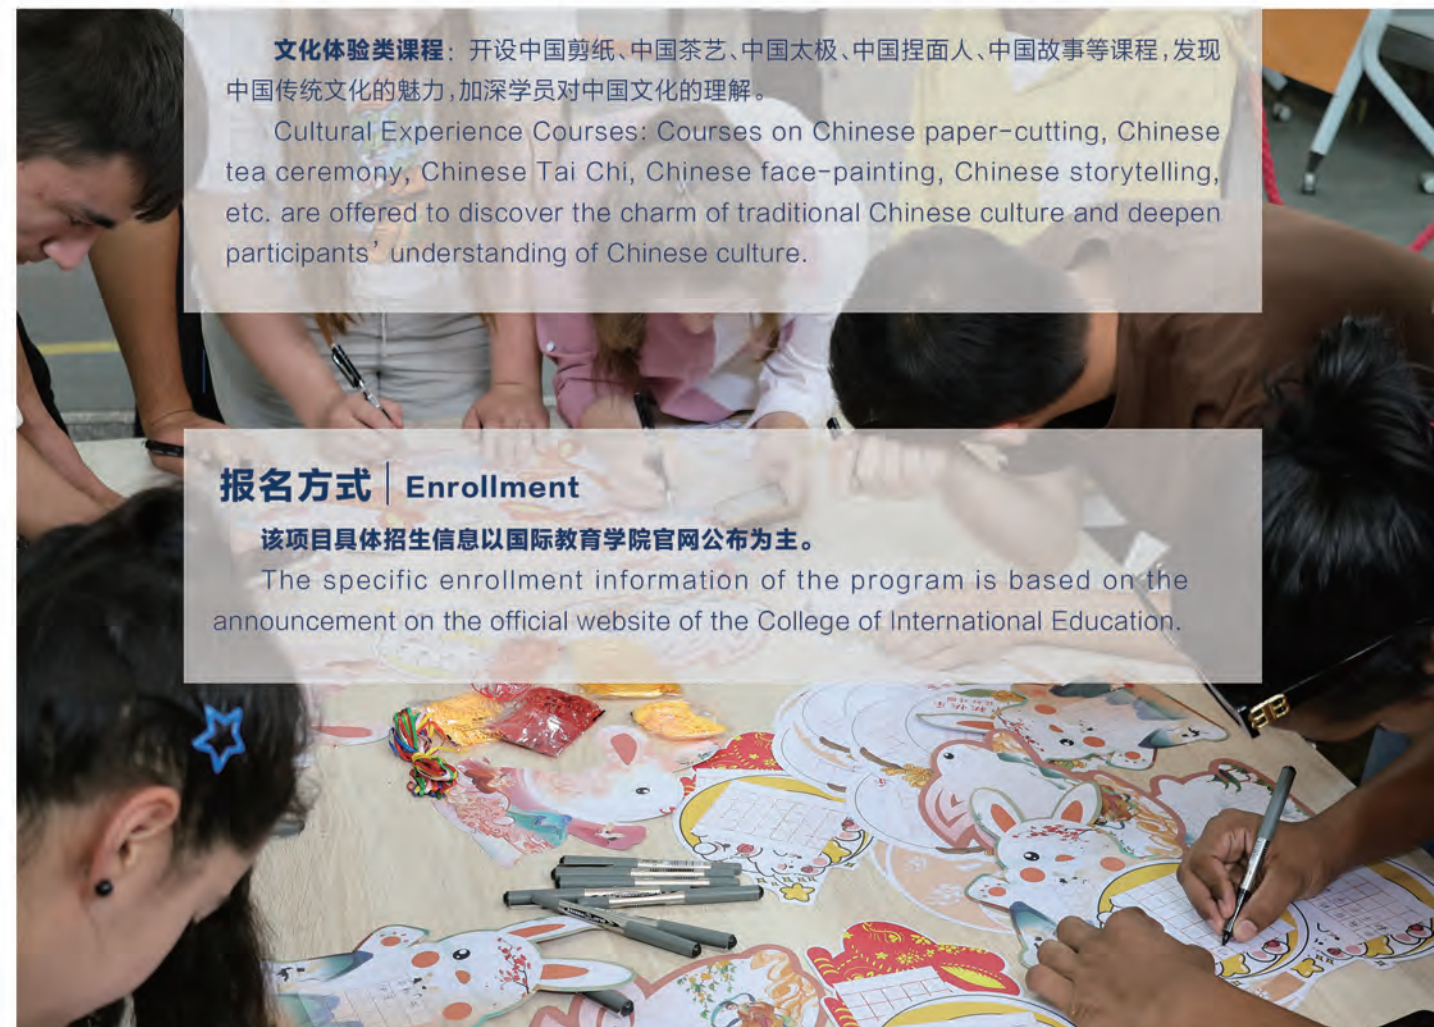 文化体验类课程：开设中国剪纸、中国茶艺、中国太极、中国捏面人、中国故事等课程，发现
中国传统文化的魅力，加深学员对中国文化的理解。
Cultural Experience Courses: Courses on Chinese paper-cutting, Chinese
tea ceremony, Chinese Tai Chi, Chinese face-painting, Chinese storytelling,
etc. are offered to discover the charm of traditional Chinese culture and deepen
participants’ understanding of Chinese culture.
报名方式 | Enrollment
该项目具体招生信息以国际教育学院官网公布为主。
The specific enrollment information of the program is based on the
announcement on the official website of the College of International Education.